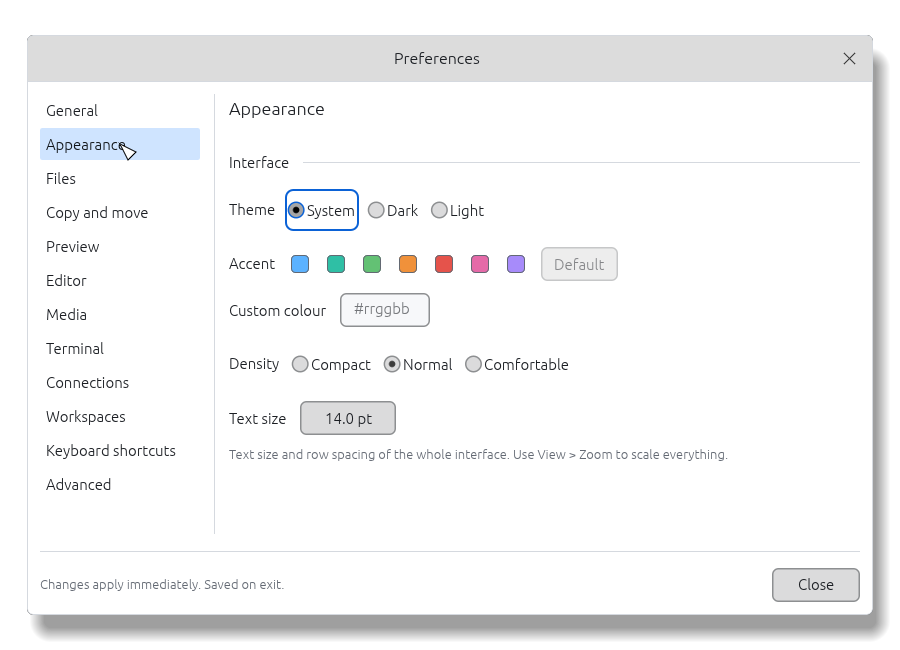 Preferences
General
Appearance
Files
Copy and move
Preview
Editor
Media
Terminal
Connections
Workspaces
Keyboard shortcuts
Advanced
Appearance
Interface
Theme System Dark Light
Accent Default
Custom colour #rrggbb
Density Compact Normal Comfortable
Text size 14.0 pt
Text size and row spacing of the whole interface. Use View > Zoom to scale everything.
Changes apply immediately. Saved on exit.
Close